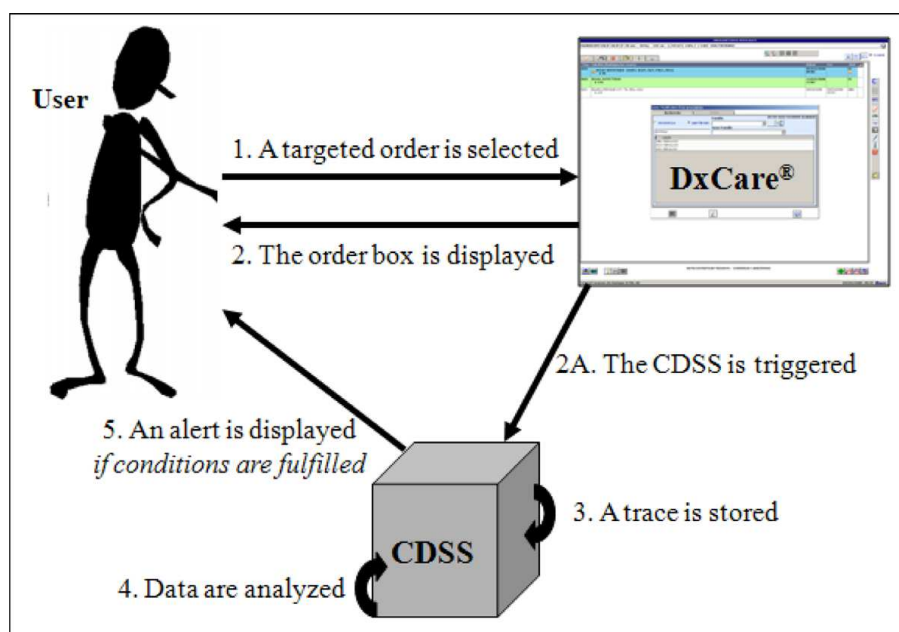 User
1. A targeted order is selected
DxCare®
2. The order box is displayed
2A. The CDSS is triggered
5. An alert is displayed
if conditions are fulfilled
3. A trace is stored
CDSS
4. Data are analyzed